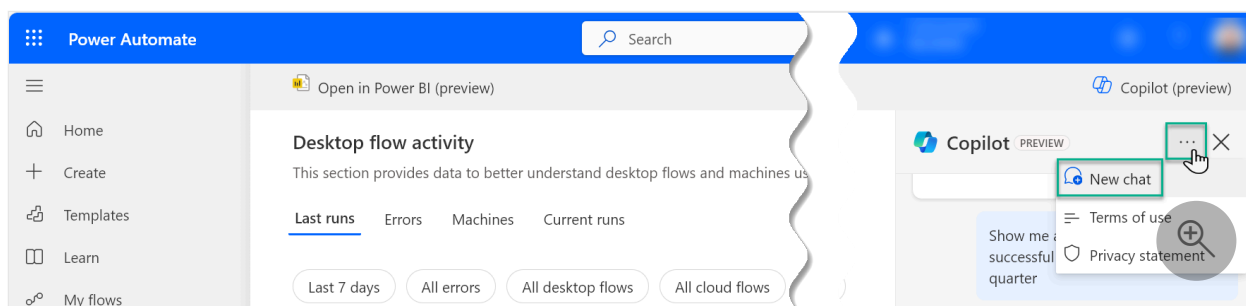 Power Automate
Search
Open in Power BI (preview)
Copilot (preview)
Home
Create
Templates
Learn
My flows
Desktop flow activity
This section provides data to better understand desktop flows and machines
Last runs Errors Machines Current runs
Last 7 days All errors All desktop flows All cloud flows
Copilot PREVIEW
New chat
Terms of use
Privacy statement
Show me
successful
quarter